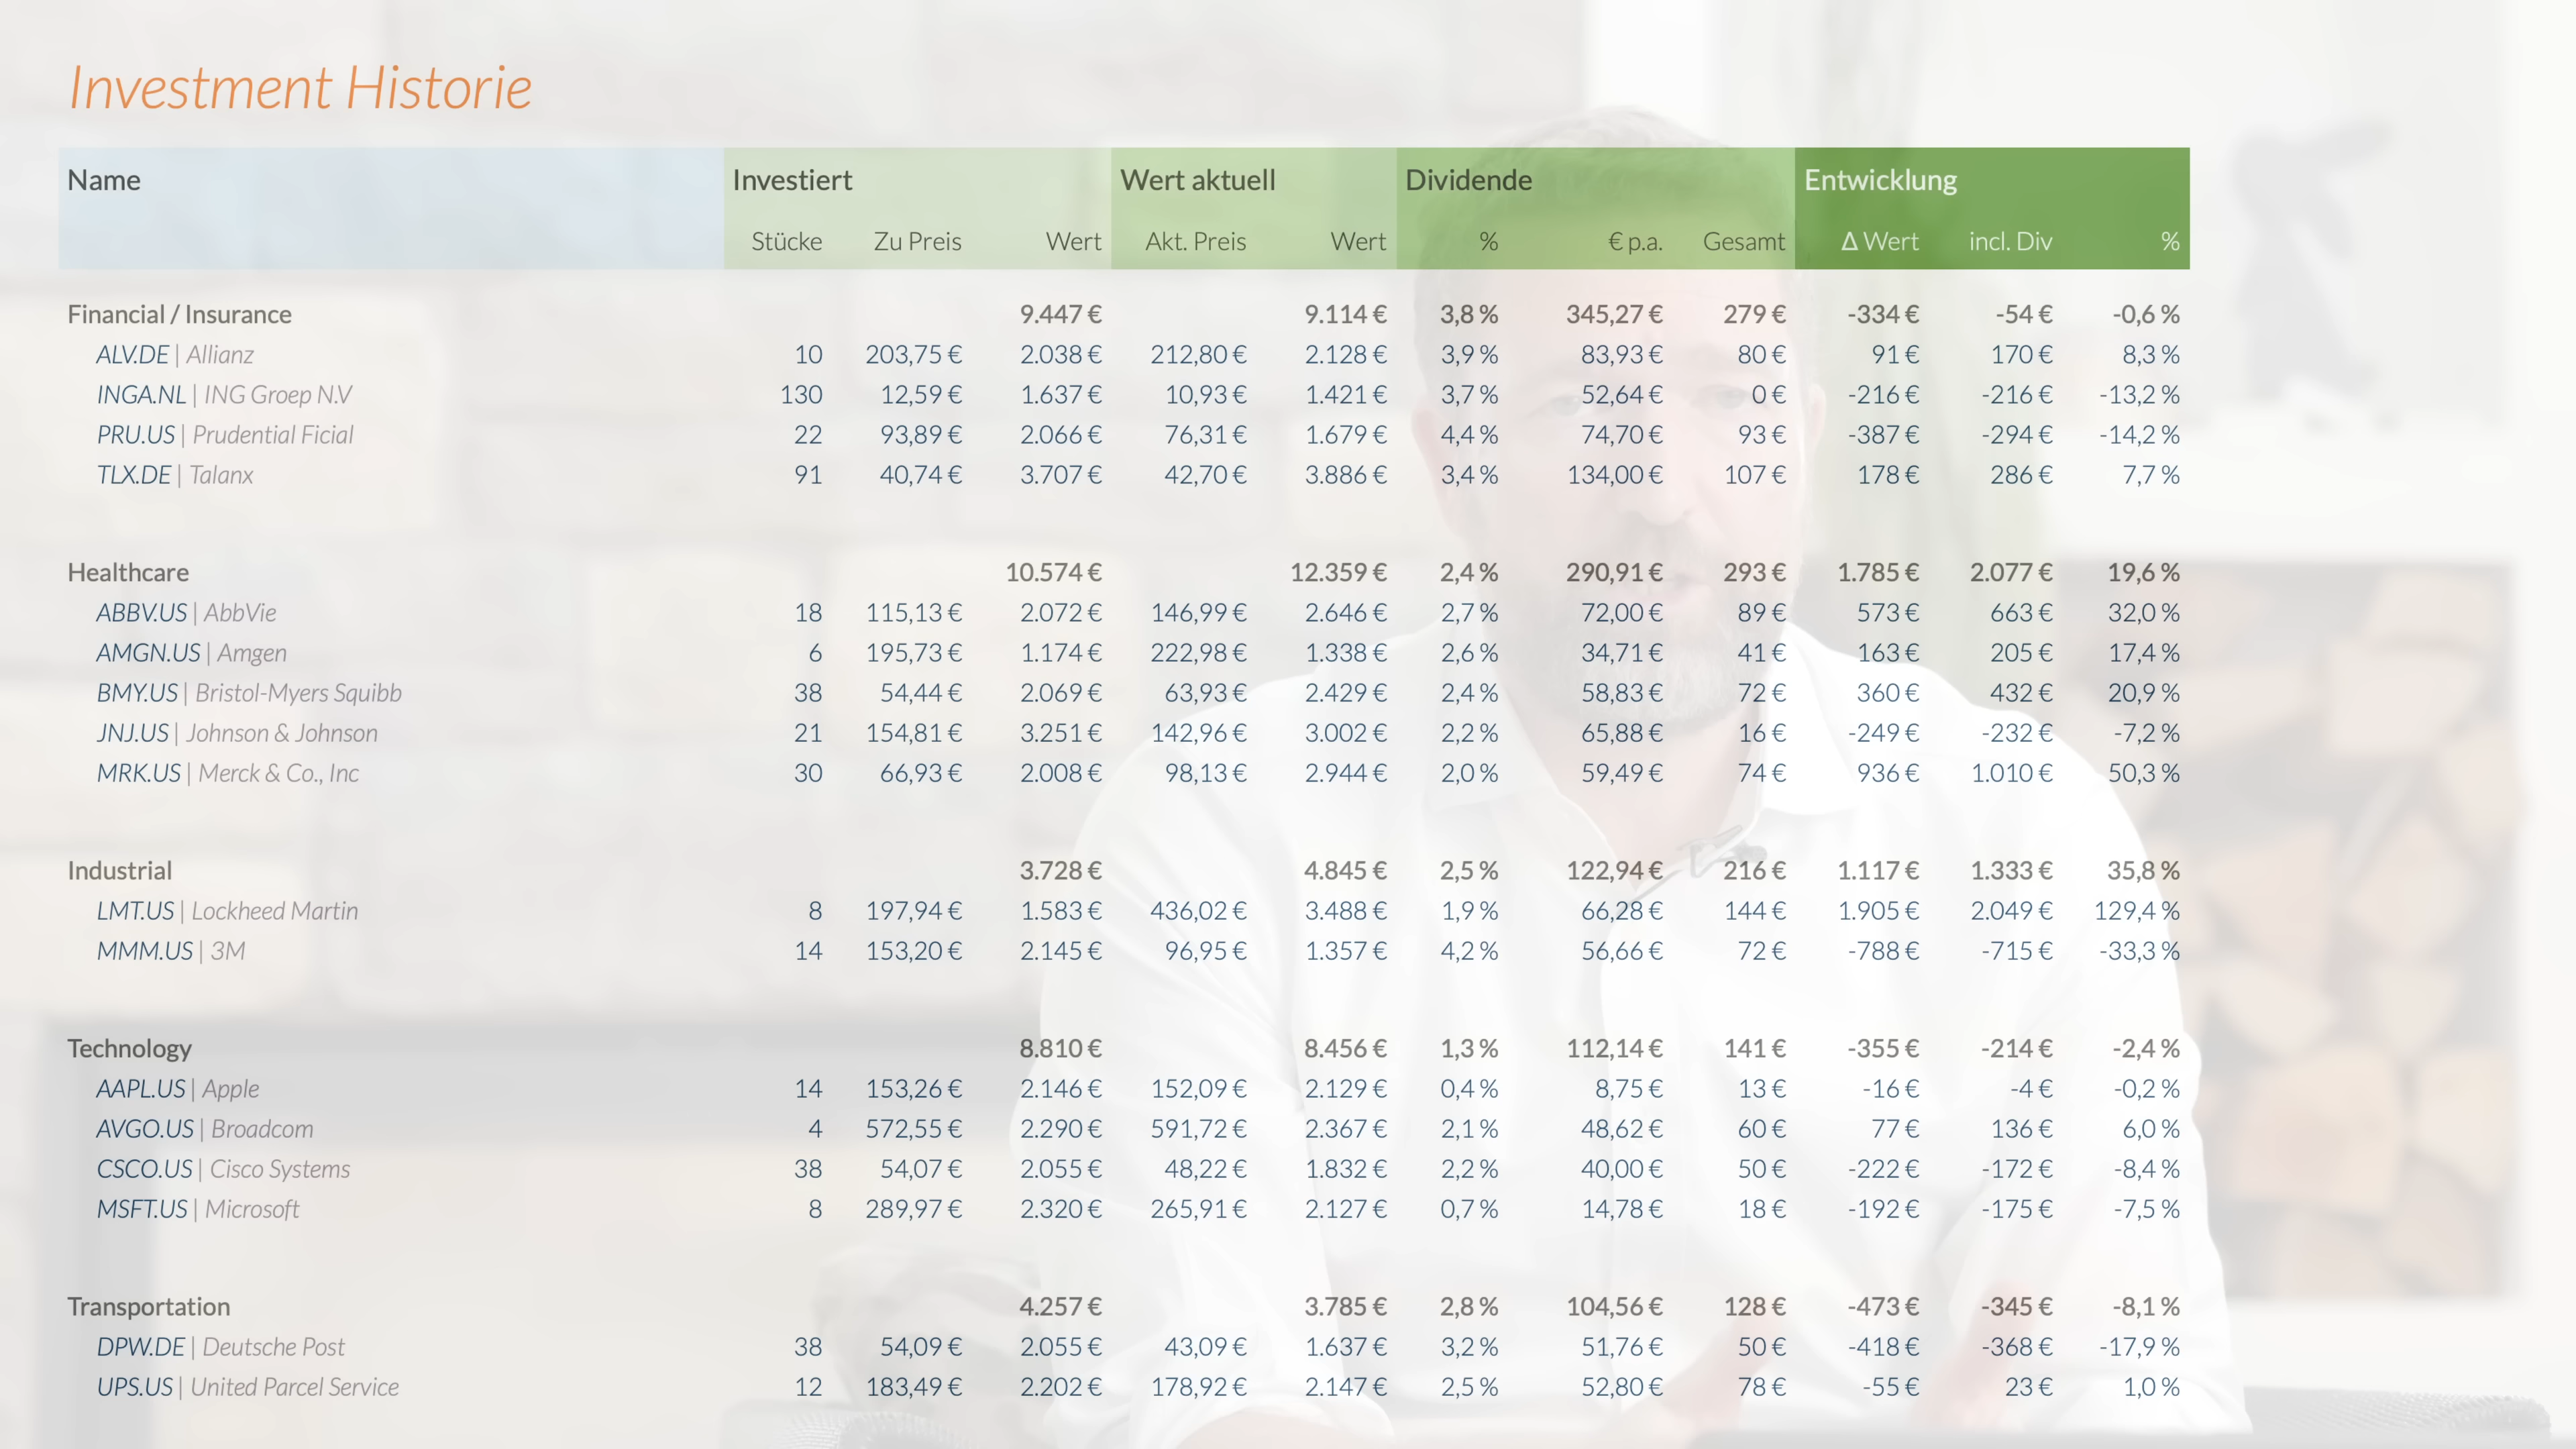 Investment Historie
Name Investiert Wert aktuell Dividende Entwicklung
Stücke Zu Preis Wert Akt. Preis Wert % € p.a. Gesamt Δ Wert incl. Div %
Financial / Insurance 9.447 € 9.114 € 3,8 % 345,27 € 279 € -334 € -54 € -0,6 %
ALV.DE | Allianz 10 203,75 € 2.038 € 212,80 € 2.128 € 3,9 % 83,93 € 80 € 91 € 170 € 8,3 %
INGA.NL | ING Groep N.V 130 12,59 € 1.637 € 10,93 € 1.421 € 3,7 % 52,64 € 0 € -216 € -216 € -13,2 %
PRU.US | Prudential Ficial 22 93,89 € 2.066 € 76,31 € 1.679 € 4,4 % 74,70 € 93 € -387 € -294 € -14,2 %
TLX.DE | Talanx 91 40,74 € 3.707 € 42,70 € 3.886 € 3,4 % 134,00 € 107 € 178 € 286 € 7,7 %
Healthcare 10.574 € 12.359 € 2,4 % 290,91 € 293 € 1.785 € 2.077 € 19,6 %
ABBV.US | AbbVie 18 115,13 € 2.072 € 146,99 € 2.646 € 2,7 % 72,00 € 89 € 573 € 663 € 32,0 %
AMGN.US | Amgen 6 195,73 € 1.174 € 222,98 € 1.338 € 2,6 % 34,71 € 41 € 163 € 205 € 17,4 %
BMY.US | Bristol-Myers Squibb 38 54,44 € 2.069 € 63,93 € 2.429 € 2,4 % 58,83 € 72 € 360 € 432 € 20,9 %
JNJ.US | Johnson & Johnson 21 154,81 € 3.251 € 142,96 € 3.002 € 2,2 % 65,88 € 16 € -249 € -232 € -7,2 %
MRK.US | Merck & Co., Inc 30 66,93 € 2.008 € 98,13 € 2.944 € 2,0 % 59,49 € 74 € 936 € 1.010 € 50,3 %
Industrial 3.728 € 4.845 € 2,5 % 122,94 € 216 € 1.117 € 1.333 € 35,8 %
LMT.US | Lockheed Martin 8 197,94 € 1.583 € 436,02 € 3.488 € 1,9 % 66,28 € 144 € 1.905 € 2.049 € 129,4 %
MMM.US | 3M 14 153,20 € 2.145 € 96,95 € 1.357 € 4,2 % 56,66 € 72 € -788 € -715 € -33,3 %
Technology 8.810 € 8.456 € 1,3 % 112,14 € 141 € -355 € -214 € -2,4 %
AAPL.US | Apple 14 153,26 € 2.146 € 152,09 € 2.129 € 0,4 % 8,75 € 13 € -16 € -4 € -0,2 %
AVGO.US | Broadcom 4 572,55 € 2.290 € 591,72 € 2.367 € 2,1 % 48,62 € 60 € 77 € 136 € 6,0 %
CSCO.US | Cisco Systems 38 54,07 € 2.055 € 48,22 € 1.832 € 2,2 % 40,00 € 50 € -222 € -172 € -8,4 %
MSFT.US | Microsoft 8 289,97 € 2.320 € 265,91 € 2.127 € 0,7 % 14,78 € 18 € -192 € -175 € -7,5 %
Transportation 4.257 € 3.785 € 2,8 % 104,56 € 128 € -473 € -345 € -8,1 %
DPW.DE | Deutsche Post 38 54,09 € 2.055 € 43,09 € 1.637 € 3,2 % 51,76 € 50 € -418 € -368 € -17,9 %
UPS.US | United Parcel Service 12 183,49 € 2.202 € 178,92 € 2.147 € 2,5 % 52,80 € 78 € -55 € 23 € 1,0 %